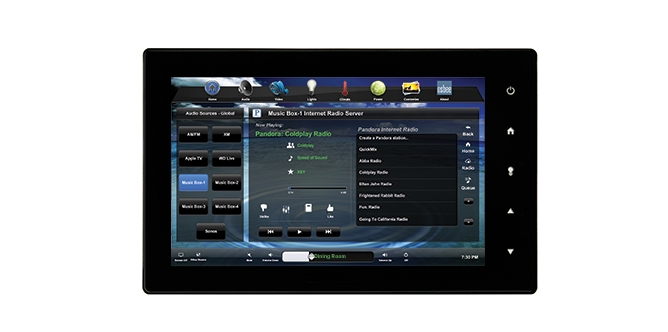 Home Audio Video Lights Climate Power Customize About
Audio Sources - Global
AM/FM XM
Apple TV WD Live
Music Box-1 Music Box-2
Music Box-3 Music Box-4
Sonos
P Music Box-1 Internet Radio Server
Now Playing:
Pandora: Coldplay Radio
Coldplay
Speed of Sound
X&Y
Dislike Like
Pandora Internet Radio
Create a Pandora station...
QuickMix
Abba Radio
Coldplay Radio
Elton John Radio
Frightened Rabbit Radio
Fun. Radio
Going To California Radio
Back
Home
Radio
Queue
Dining Room
7:30 PM